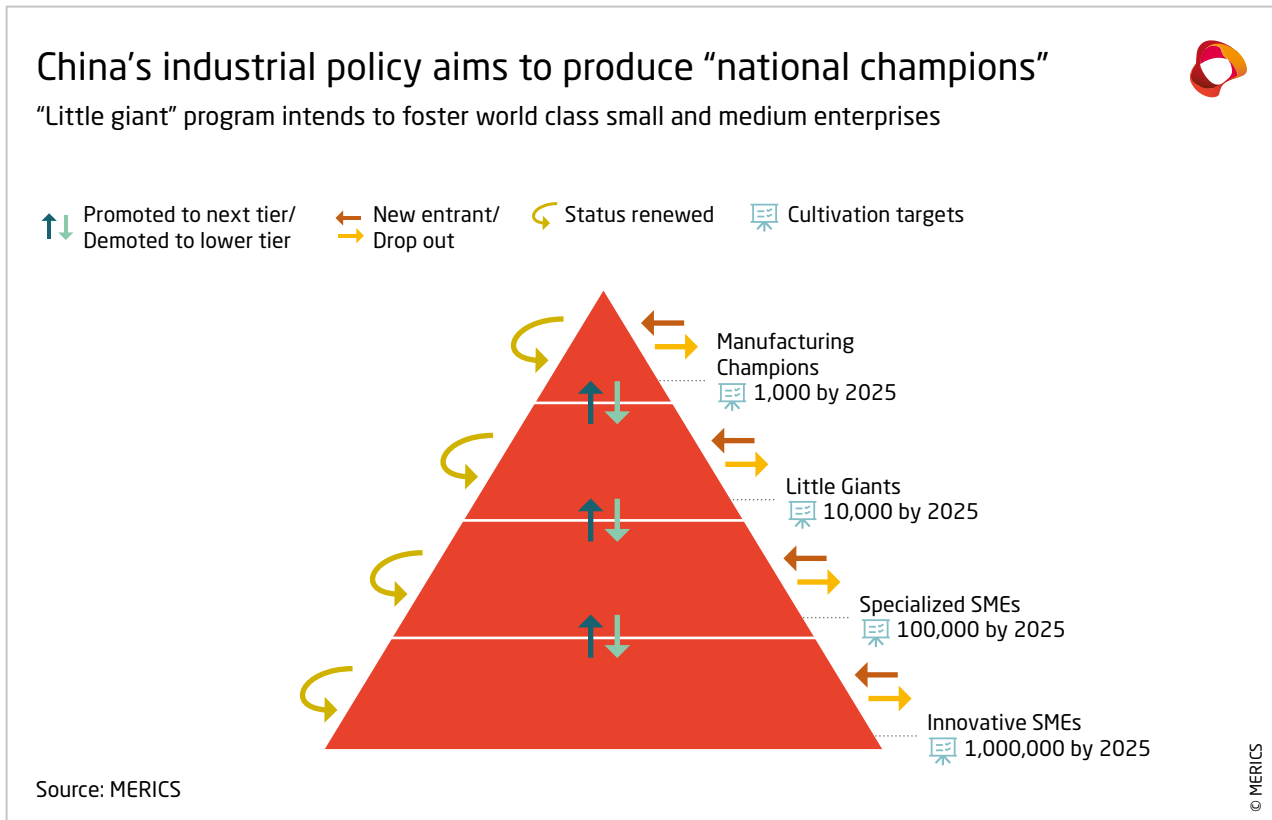 China's industrial policy aims to produce “national champions”
“Little giant” program intends to foster world class small and medium enterprises
Promoted to next tier/
Demoted to lower tier
New entrant/
Drop out
Status renewed
Cultivation targets
Manufacturing
Champions
1,000 by 2025
Little Giants
10,000 by 2025
Specialized SMEs
100,000 by 2025
Innovative SMEs
1,000,000 by 2025
Source: MERICS
© MERICS